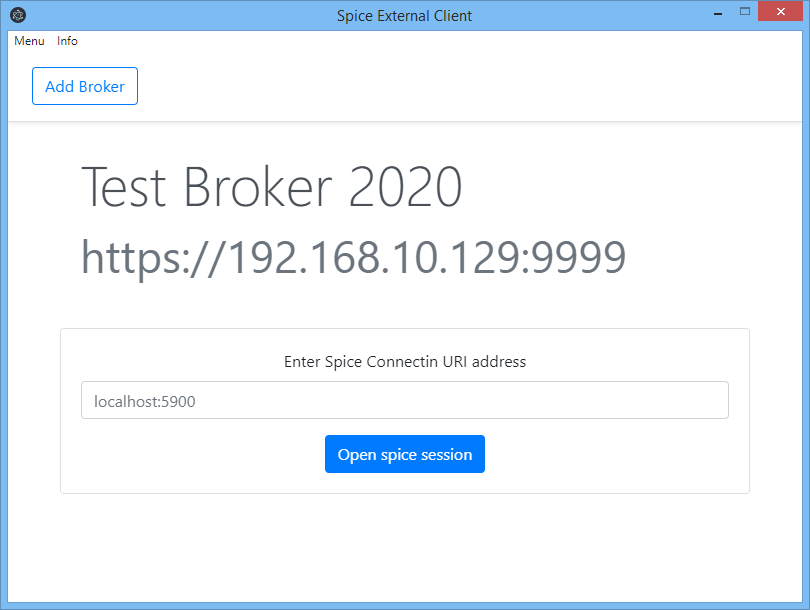 Spice External Client
Menu Info
Add Broker
Test Broker 2020
https://192.168.10.129:9999
Enter Spice Connectin URI address
localhost:5900
Open spice session